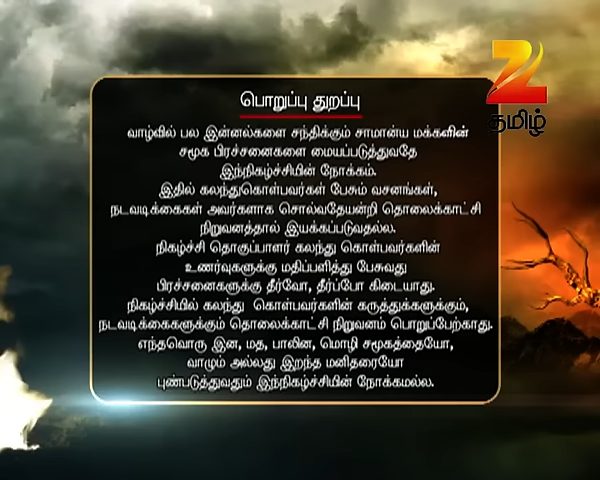 பொறுப்பு துறப்பு
வாழ்வில் பல இன்னல்களை சந்திக்கும் சாமான்ய மக்களின்
சமூக பிரச்சனைகளை மையப்படுத்துவதே
இந்நிகழ்ச்சியின் நோக்கம்.
இதில் கலந்துகொள்பவர்கள் பேசும் வசனங்கள்,
நடவடிக்கைகள் அவர்களாக சொல்வதேயன்றி தொலைக்காட்சி
நிறுவனத்தால் இயக்கப்படுவதல்ல.
நிகழ்ச்சி தொகுப்பாளர் கலந்து கொள்பவர்களின்
உணர்வுகளுக்கு மதிப்பளித்து பேசுவது
பிரச்சனைகளுக்கு தீர்வோ, தீர்ப்போ கிடையாது.
நிகழ்ச்சியில் கலந்து கொள்பவர்களின் கருத்துக்களுக்கும்,
நடவடிக்கைகளுக்கும் தொலைக்காட்சி நிறுவனம் பொறுப்பேற்காது.
எந்தவொரு இன, மத, பாலின, மொழி சமூகத்தையோ,
வாழும் அல்லது இறந்த மனிதரையோ
புண்படுத்துவதும் இந்நிகழ்ச்சியின் நோக்கமல்ல.
Z
தமிழ்